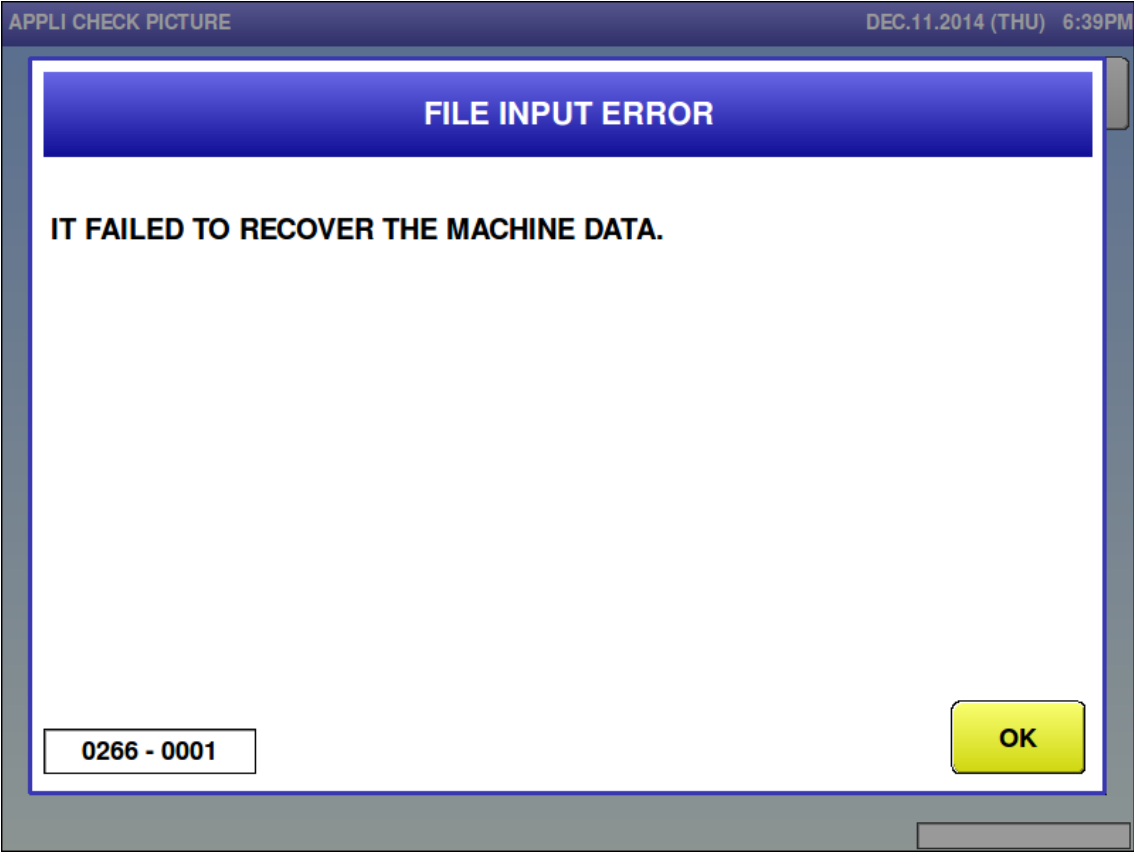 APPLI CHECK PICTURE DEC.11.2014 (THU) 6:39PM
FILE INPUT ERROR
IT FAILED TO RECOVER THE MACHINE DATA.
0266 - 0001
OK